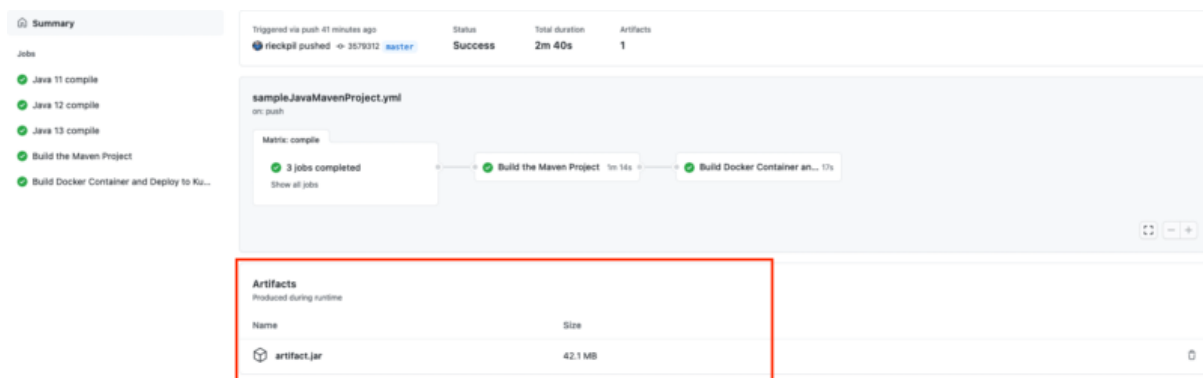 Summary
Jobs
Java 11 compile
Java 12 compile
Java 13 compile
Build the Maven Project
Build Docker Container and Deploy to Ku...
Triggered via push 41 minutes ago
rieckpil pushed 3579312 master
Status
Success
Total duration
2m 40s
Artifacts
1
sampleJavaMavenProject.yml
on: push
Matrix: compile
3 jobs completed
Show all jobs
Build the Maven Project 1m 14s
Build Docker Container an... 17s
Artifacts
Produced during runtime
Name Size
artifact.jar 42.1 MB